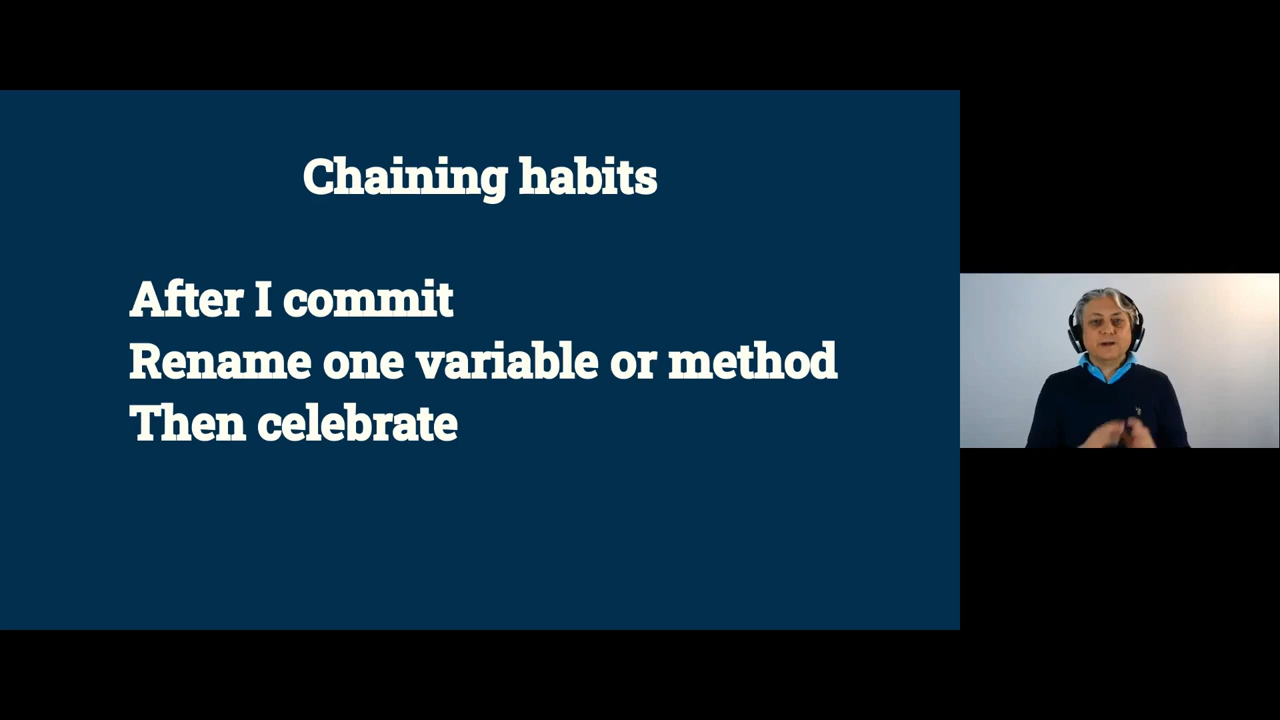 Chaining habits
After I commit
Rename one variable or method
Then celebrate